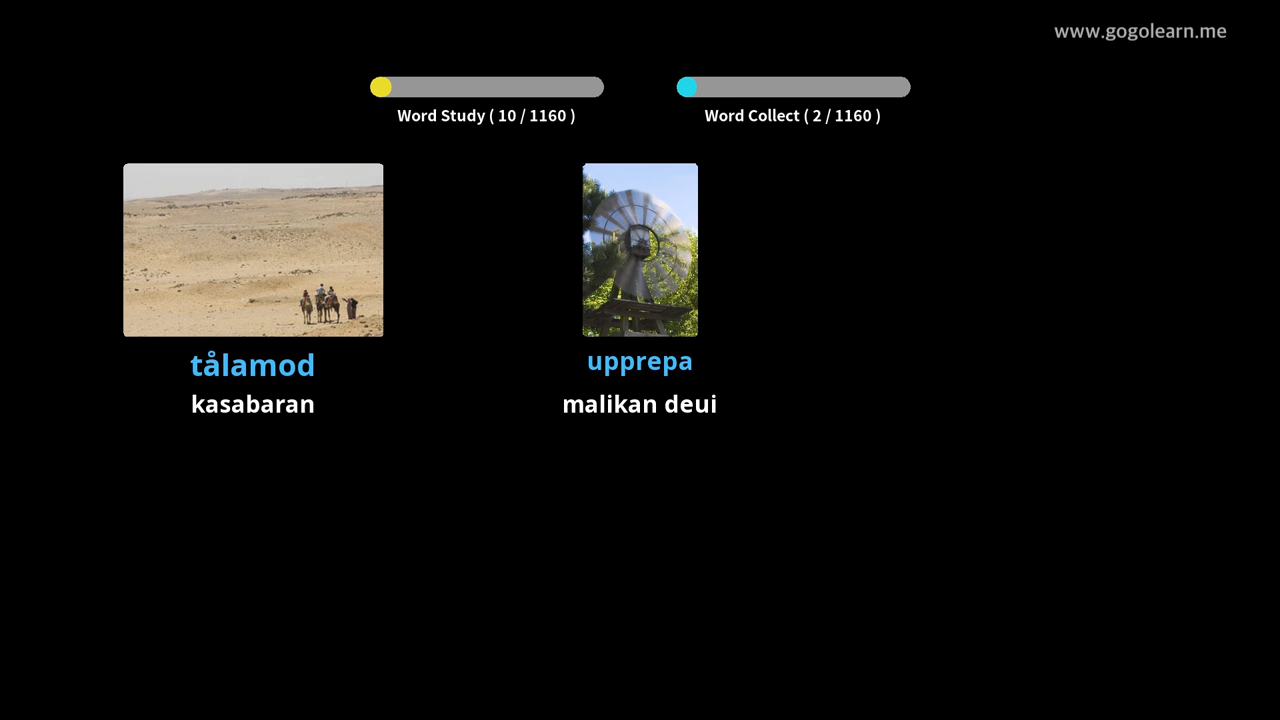 www.gogolearn.me
Word Study ( 10 / 1160 )
Word Collect ( 2 / 1160 )
tålamod
kasabaran
upprepa
malikan deui